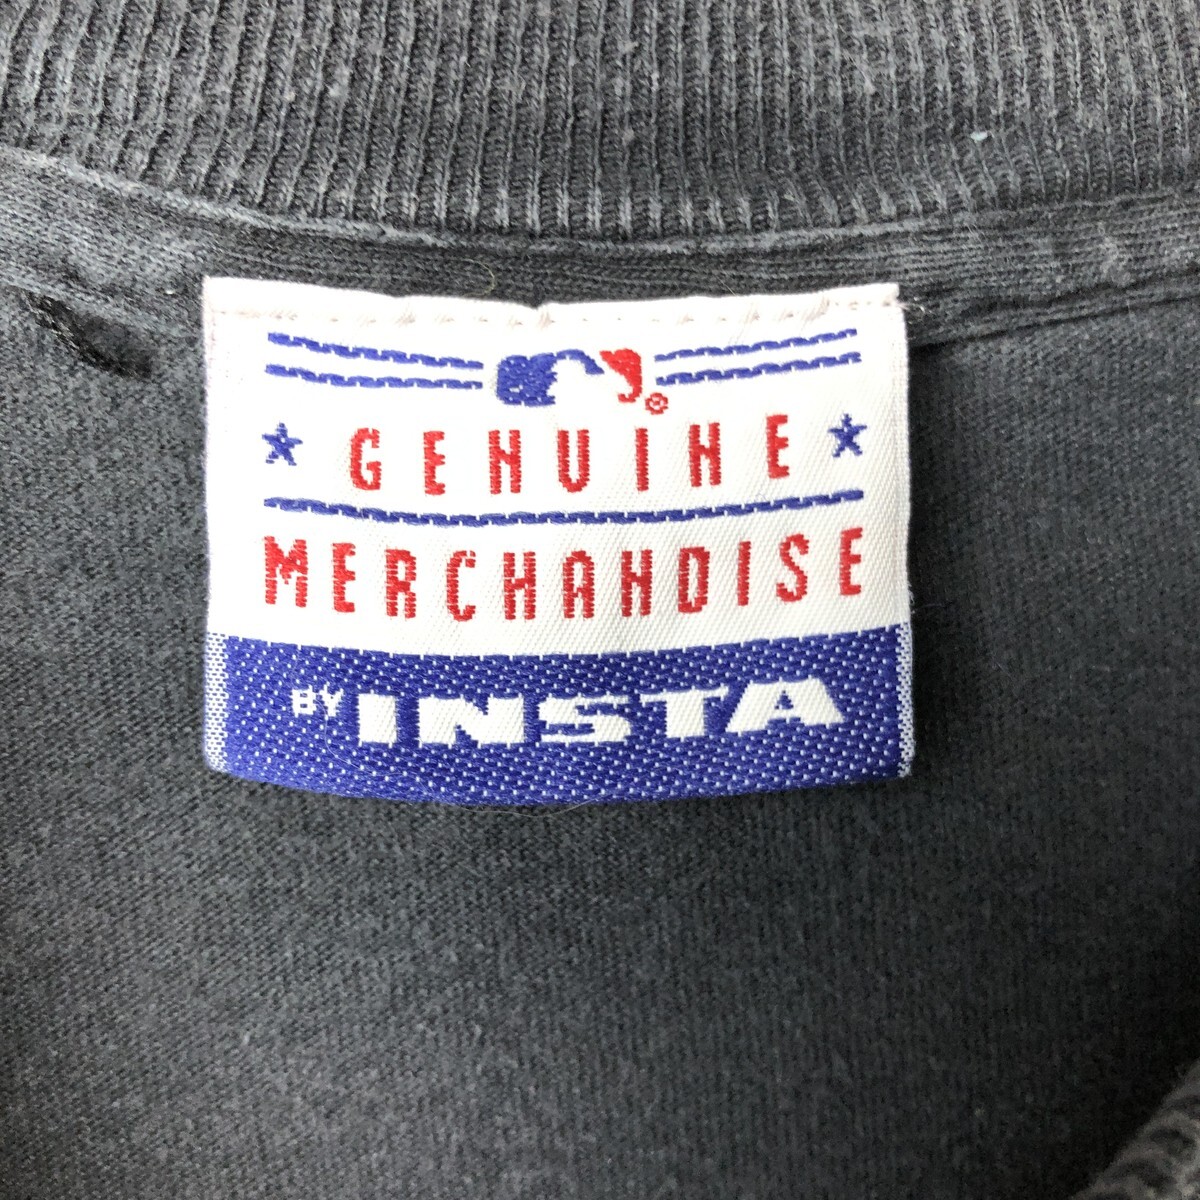 ®
GENUINE
MERCHANDISE
BY INSTA